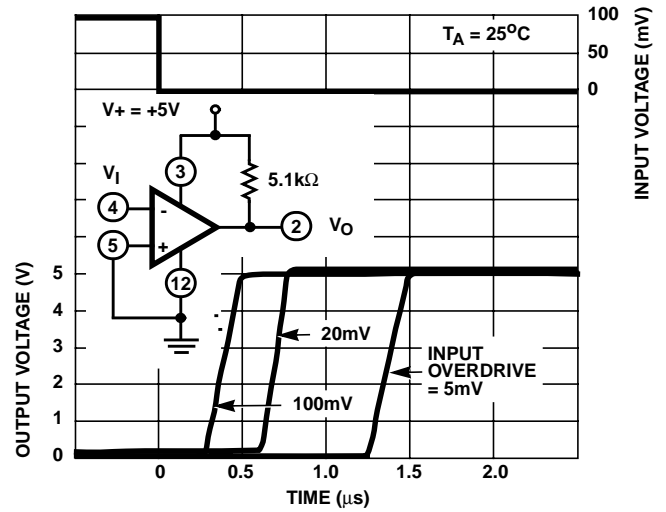 100
50
0
INPUT VOLTAGE (mV)
T_A = 25°C
V+ = +5V
3
5.1kΩ
V_I
4
-
2
V_O
5
+
12
OUTPUT VOLTAGE (V)
5
4
3
2
1
0
20mV
100mV
INPUT
OVERDRIVE
= 5mV
0
0.5
1.0
1.5
2.0
TIME (μs)